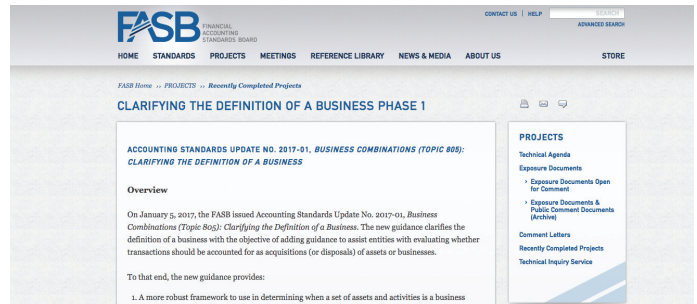 CONTACT US | HELP SEARCH
ADVANCED SEARCH
FASB FINANCIAL
ACCOUNTING
STANDARDS BOARD
HOME STANDARDS PROJECTS MEETINGS REFERENCE LIBRARY NEWS & MEDIA ABOUT US STORE
FASB Home ›› PROJECTS ›› Recently Completed Projects
CLARIFYING THE DEFINITION OF A BUSINESS PHASE 1
ACCOUNTING STANDARDS UPDATE NO. 2017-01, BUSINESS COMBINATIONS (TOPIC 805):
CLARIFYING THE DEFINITION OF A BUSINESS
Overview
On January 5, 2017, the FASB issued Accounting Standards Update No. 2017-01, Business
Combinations (Topic 805): Clarifying the Definition of a Business. The new guidance clarifies the
definition of a business with the objective of adding guidance to assist entities with evaluating whether
transactions should be accounted for as acquisitions (or disposals) of assets or businesses.
To that end, the new guidance provides:
1. A more robust framework to use in determining when a set of assets and activities is a business
PROJECTS
Technical Agenda
Exposure Documents
› Exposure Documents Open
for Comment
› Exposure Documents &
Public Comment Documents
(Archive)
Comment Letters
Recently Completed Projects
Technical Inquiry Service